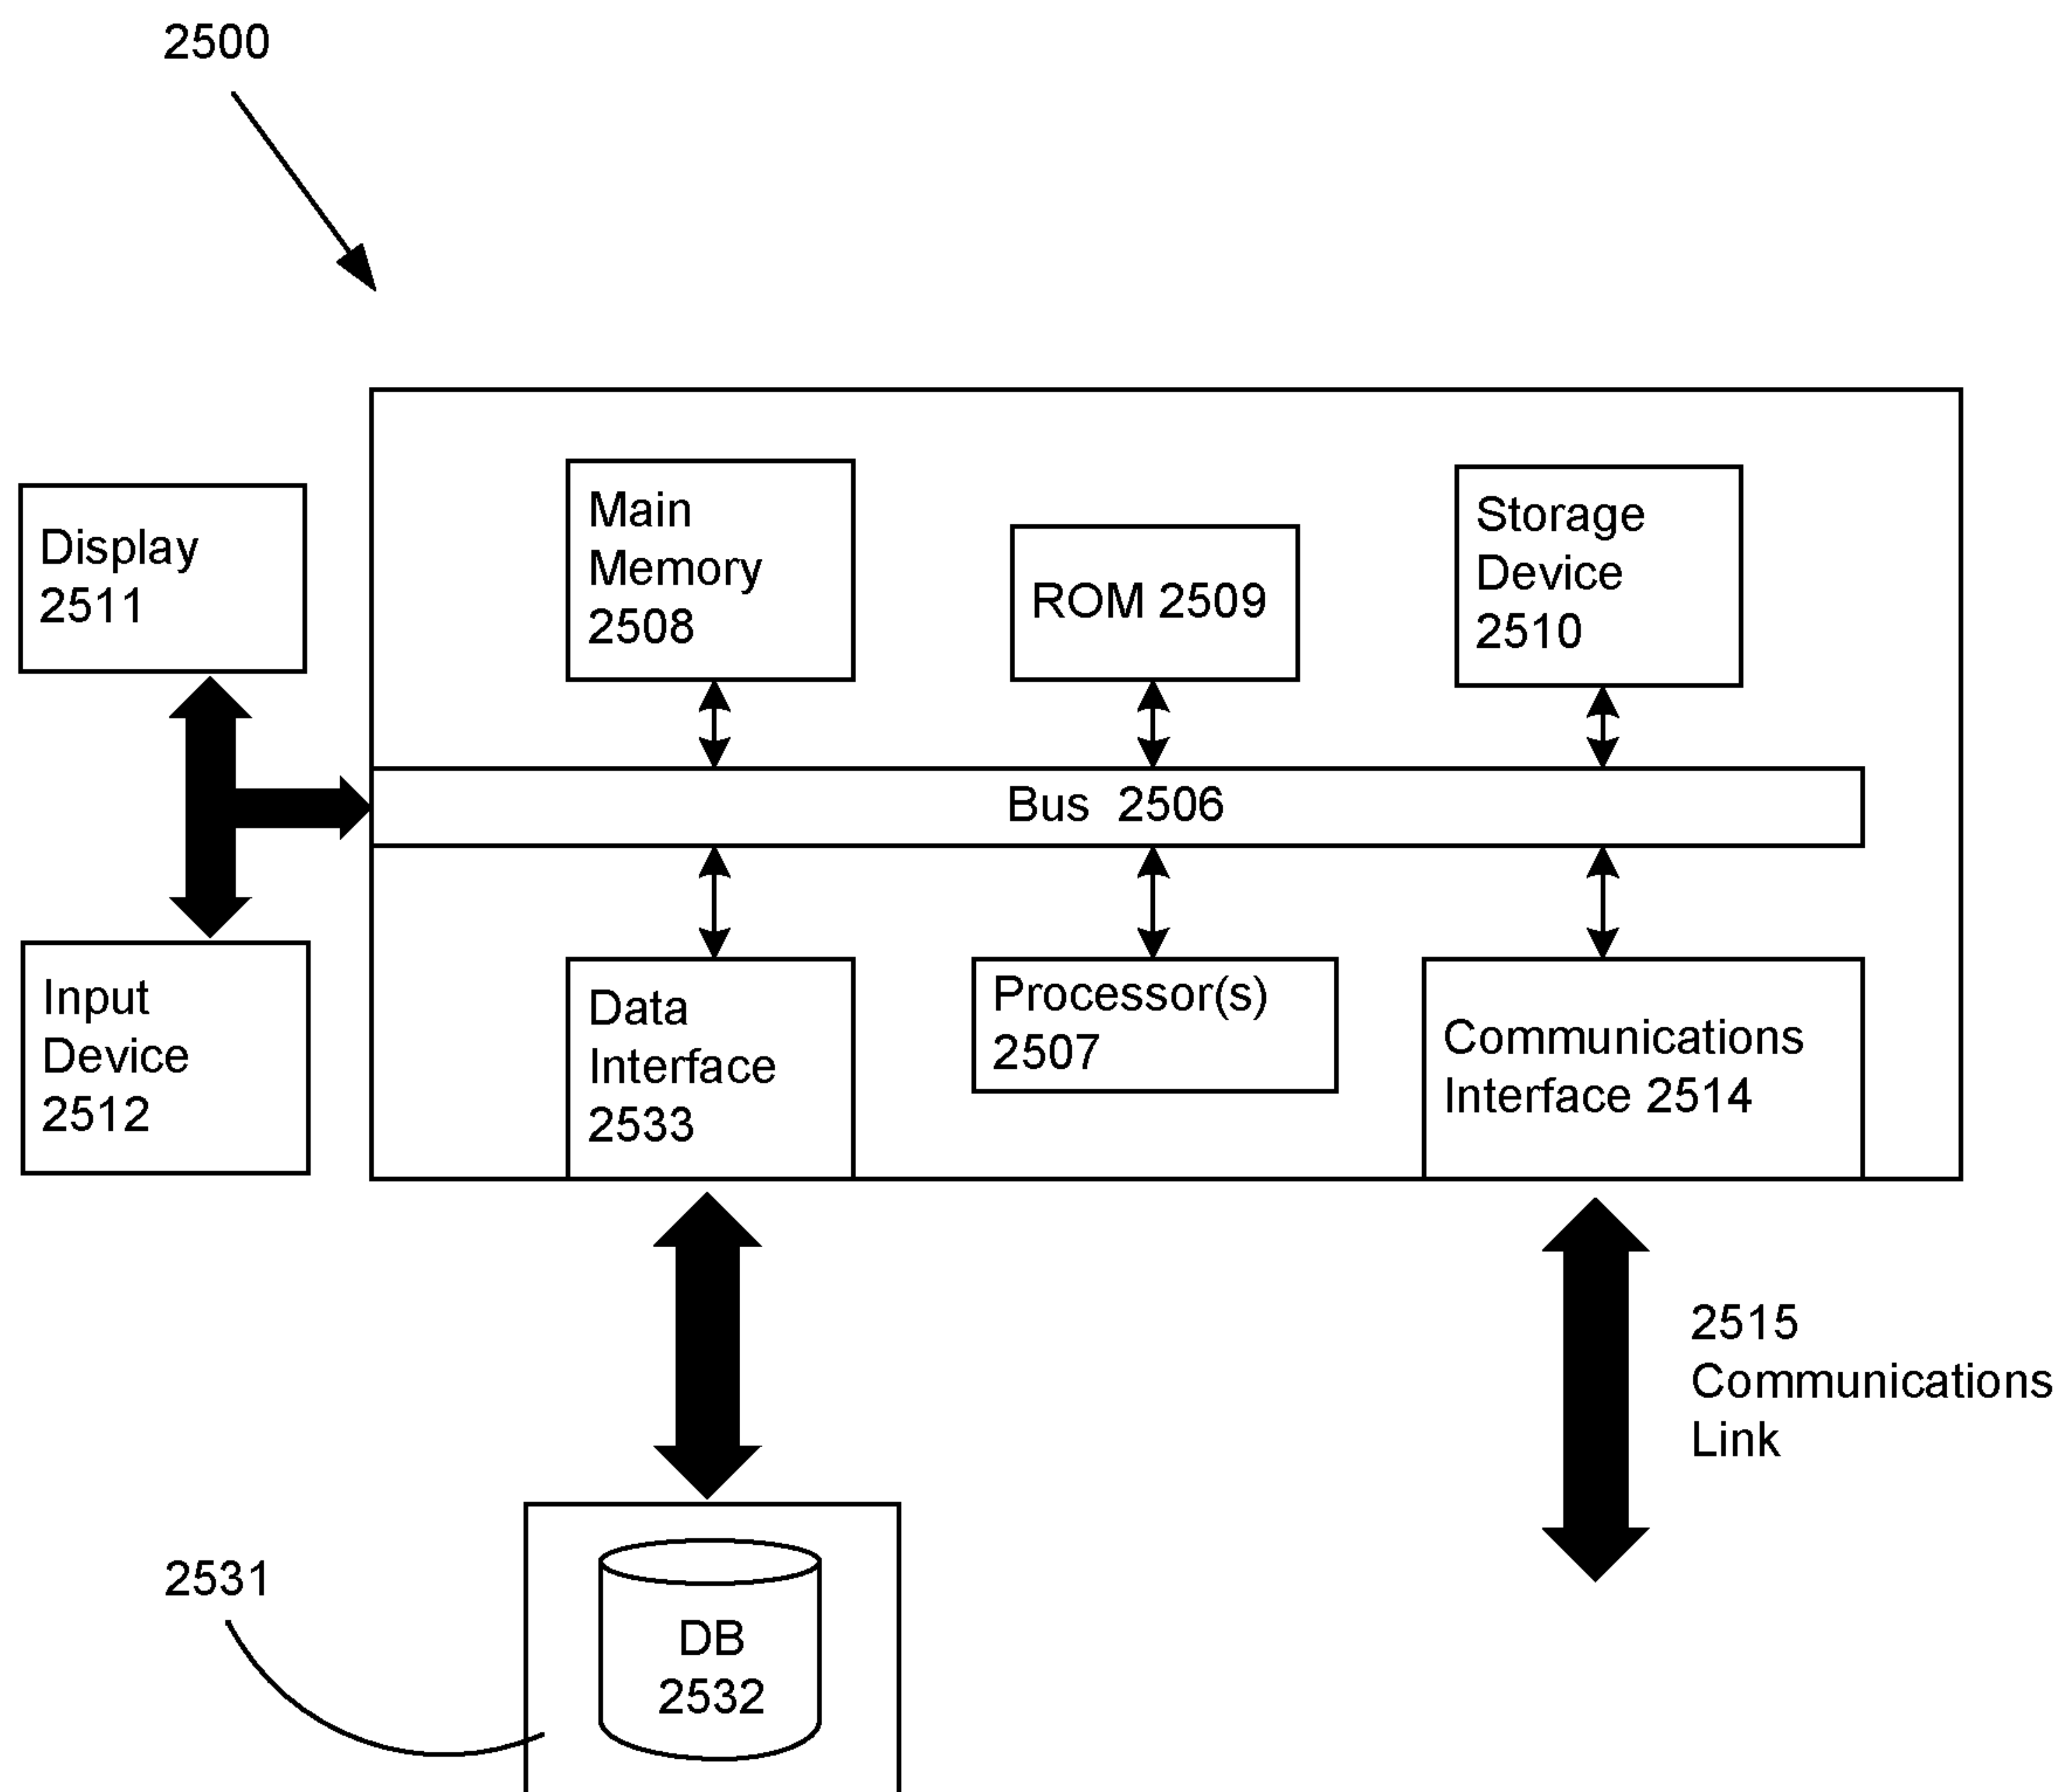 2500
Display
2511
Main
Memory
2508
ROM 2509
Storage
Device
2510
Bus 2506
Input
Device
2512
Data
Interface
2533
Processor(s)
2507
Communications
Interface 2514
2515
Communications
Link
2531
DB
2532